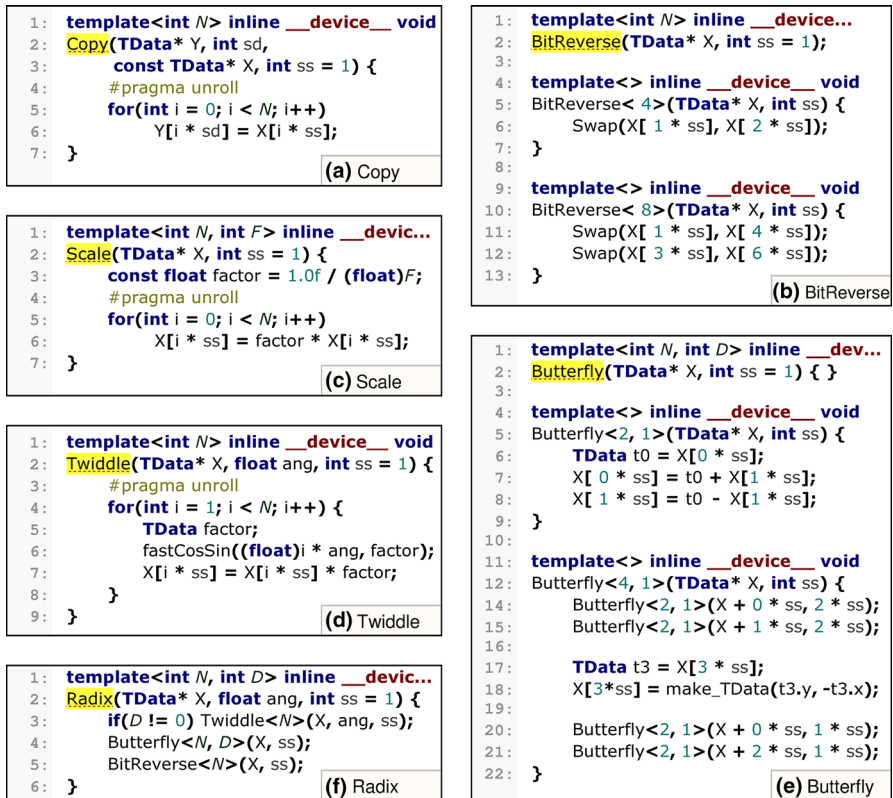 1: template<int N> inline __device__ void
2: Copy(TData* Y, int sd,
3: const TData* X, int ss = 1) {
4: #pragma unroll
5: for(int i = 0; i < N; i++)
6: Y[i * sd] = X[i * ss];
7: }
(a) Copy
1: template<int N, int F> inline __devic...
2: Scale(TData* X, int ss = 1) {
3: const float factor = 1.0f / (float)F;
4: #pragma unroll
5: for(int i = 0; i < N; i++)
6: X[i * ss] = factor * X[i * ss];
7: }
(c) Scale
1: template<int N> inline __device__ void
2: Twiddle(TData* X, float ang, int ss = 1) {
3: #pragma unroll
4: for(int i = 1; i < N; i++) {
5: TData factor;
6: fastCosSin((float)i * ang, factor);
7: X[i * ss] = X[i * ss] * factor;
8: }
9: }
(d) Twiddle
1: template<int N, int D> inline __devic...
2: Radix(TData* X, float ang, int ss = 1) {
3: if(D != 0) Twiddle<N>(X, ang, ss);
4: Butterfly<N, D>(X, ss);
5: BitReverse<N>(X, ss);
6: }
(f) Radix
1: template<int N> inline __device...
2: BitReverse(TData* X, int ss = 1);
3:
4: template<> inline __device__ void
5: BitReverse< 4>(TData* X, int ss) {
6: Swap(X[ 1 * ss], X[ 2 * ss]);
7: }
8:
9: template<> inline __device__ void
10: BitReverse< 8>(TData* X, int ss) {
11: Swap(X[ 1 * ss], X[ 4 * ss]);
12: Swap(X[ 3 * ss], X[ 6 * ss]);
13: }
(b) BitReverse
1: template<int N, int D> inline __dev...
2: Butterfly(TData* X, int ss = 1) { }
3:
4: template<> inline __device__ void
5: Butterfly<2, 1>(TData* X, int ss) {
6: TData t0 = X[0 * ss];
7: X[ 0 * ss] = t0 + X[1 * ss];
8: X[ 1 * ss] = t0 - X[1 * ss];
9: }
10:
11: template<> inline __device__ void
12: Butterfly<4, 1>(TData* X, int ss) {
14: Butterfly<2, 1>(X + 0 * ss, 2 * ss);
15: Butterfly<2, 1>(X + 1 * ss, 2 * ss);
16:
17: TData t3 = X[3 * ss];
18: X[3*ss] = make_TData(t3.y, -t3.x);
19:
20: Butterfly<2, 1>(X + 0 * ss, 1 * ss);
21: Butterfly<2, 1>(X + 2 * ss, 1 * ss);
22: }
(e) Butterfly